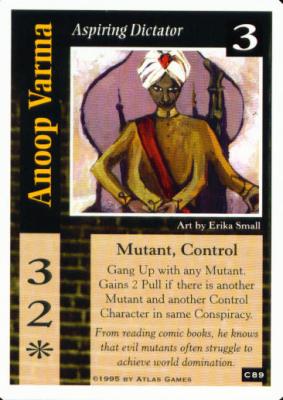 Anoop Varma
Aspiring Dictator
3
Art by Erika Small
3
2
*
Mutant, Control
Gang Up with any Mutant.
Gains 2 Pull if there is another
Mutant and another Control
Character in same Conspiracy.
From reading comic books, he knows
that evil mutants often struggle to
achieve world domination.
©1995 BY ATLAS GAMES
C89